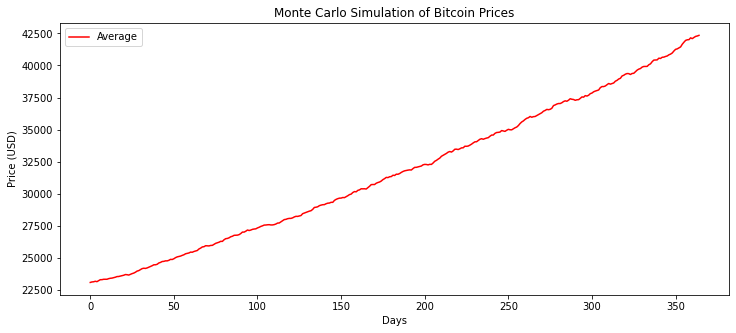 Monte Carlo Simulation of Bitcoin Prices
Average
42500
40000
37500
35000
32500
30000
27500
25000
22500
Price (USD)
0 50 100 150 200 250 300 350
Days